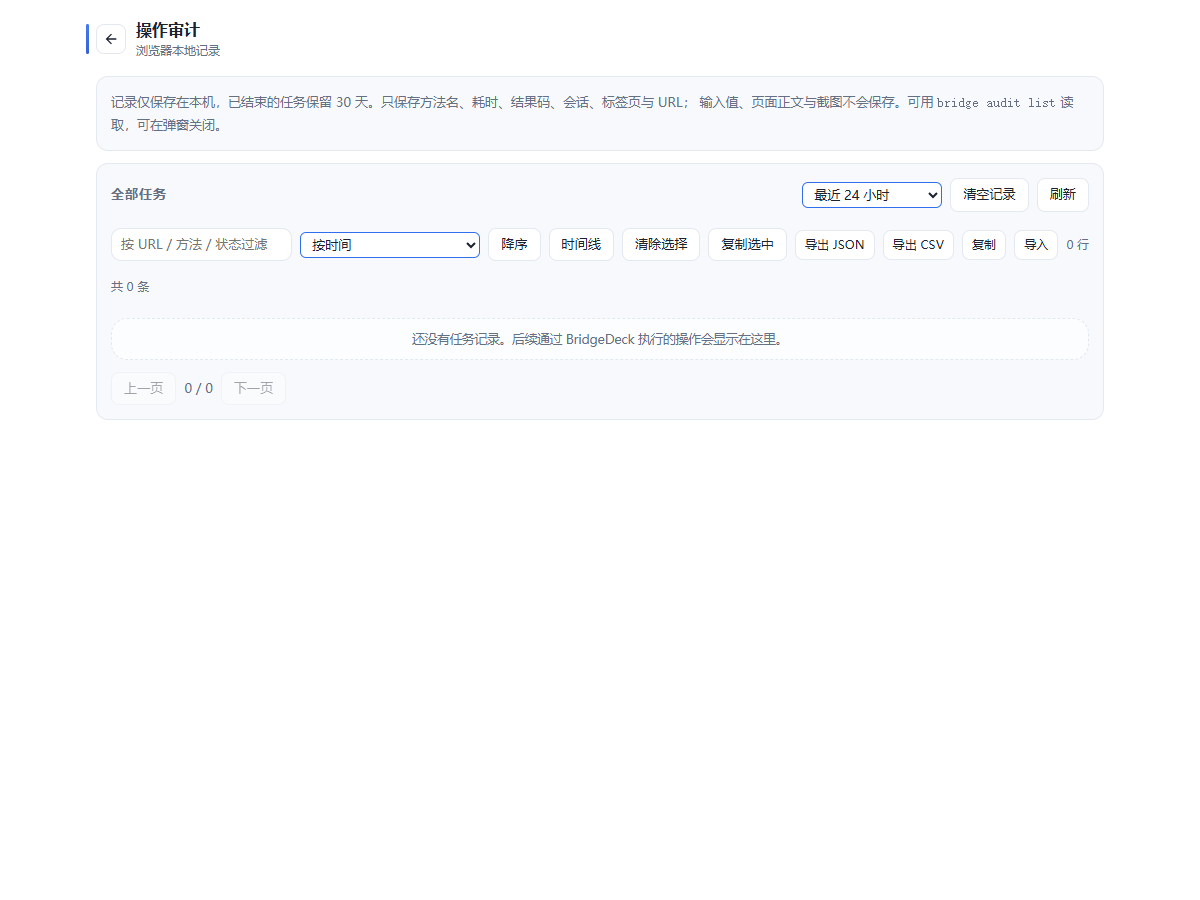 操作审计
浏览器本地记录
记录仅保存在本机，已结束的任务保留 30 天。只保存方法名、耗时、结果码、会话、标签页与 URL； 输入值、页面正文与截图不会保存。可用 bridge audit list 读
取，可在弹窗关闭。
全部任务 最近 24 小时 清空记录 刷新
按 URL / 方法 / 状态过滤 按时间 降序 时间线 清除选择 复制选中 导出 JSON 导出 CSV 复制 导入 0 行
共 0 条
还没有任务记录。后续通过 BridgeDeck 执行的操作会显示在这里。
上一页 0 / 0 下一页